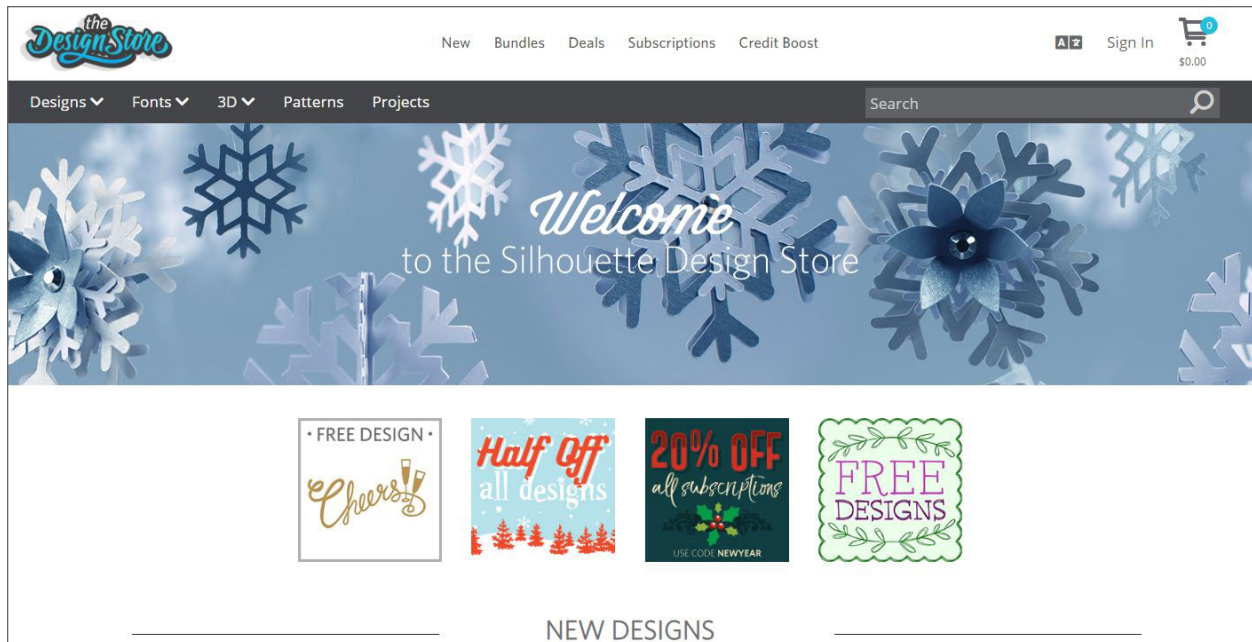 the
Design Store
New Bundles Deals Subscriptions Credit Boost
A
Sign In
0
$0.00
Designs Fonts 3D Patterns Projects
Search
Welcome
to the Silhouette Design Store
• FREE DESIGN •
Cheers
Half Off
all designs
20% OFF
all subscriptions
USE CODE NEWYEAR
FREE
DESIGNS
NEW DESIGNS